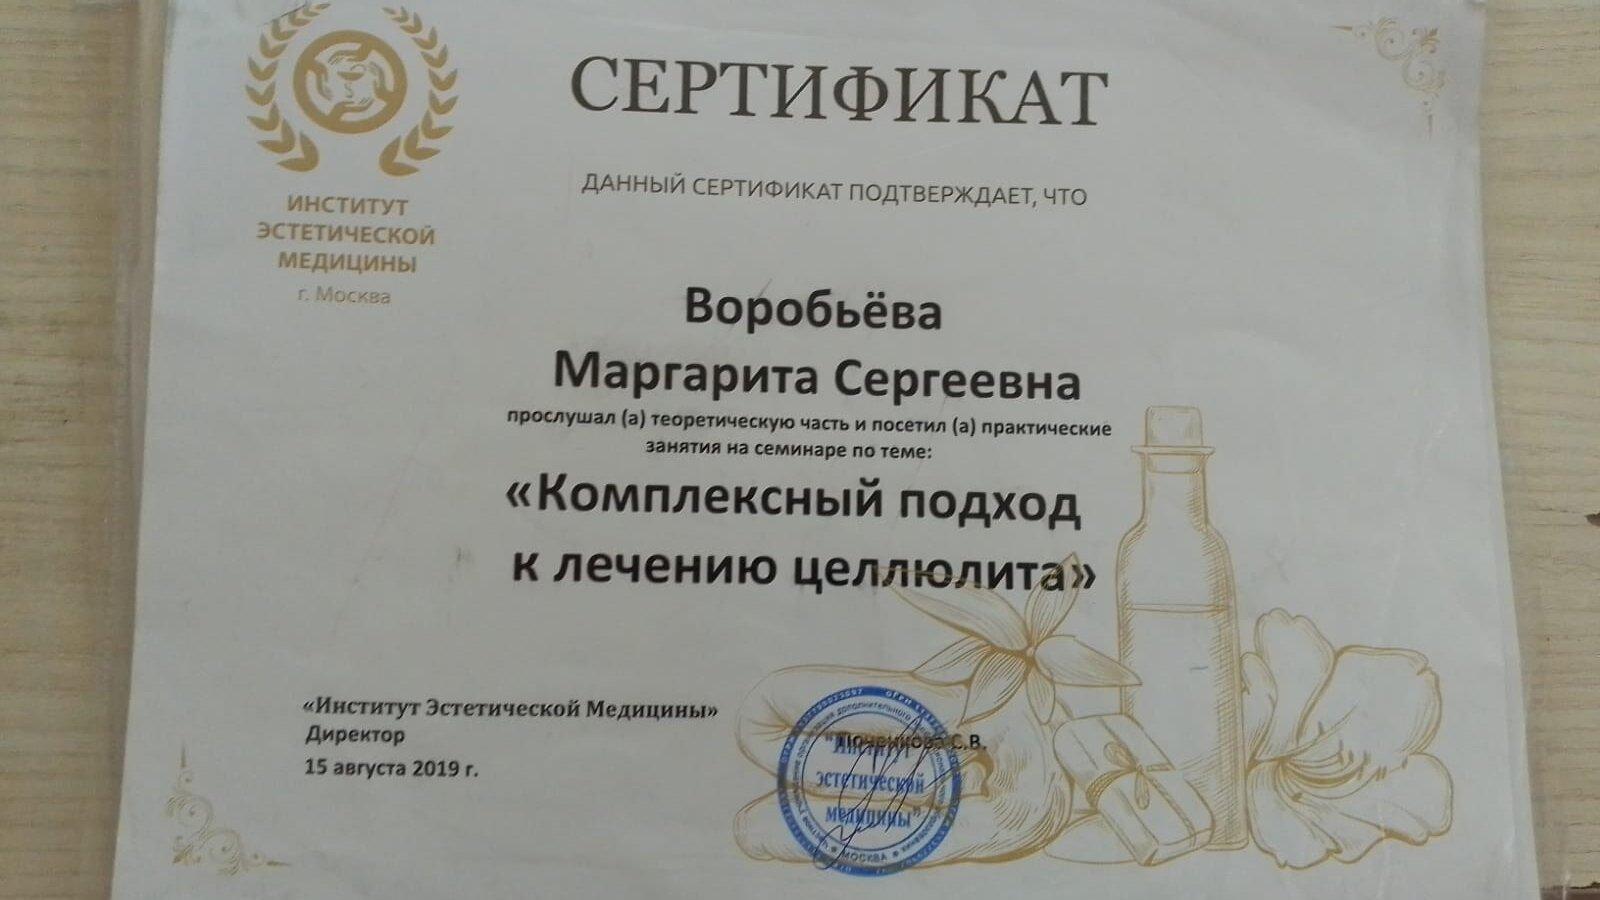 СЕРТИФИКАТ
ДАННЫЙ СЕРТИФИКАТ ПОДТВЕРЖДАЕТ, ЧТО
ИНСТИТУТ
ЭСТЕТИЧЕСКОЙ
МЕДИЦИНЫ
г. Москва
Воробьёва
Маргарита Сергеевна
прослушал (а) теоретическую часть и посетил (а) практические
занятия на семинаре по теме:
«Комплексный подход
к лечению целлюлита»
«Институт Эстетической Медицины»
Директор
15 августа 2019 г.
С.В.
"Институт
эстетической
медицины"
МОСКВА